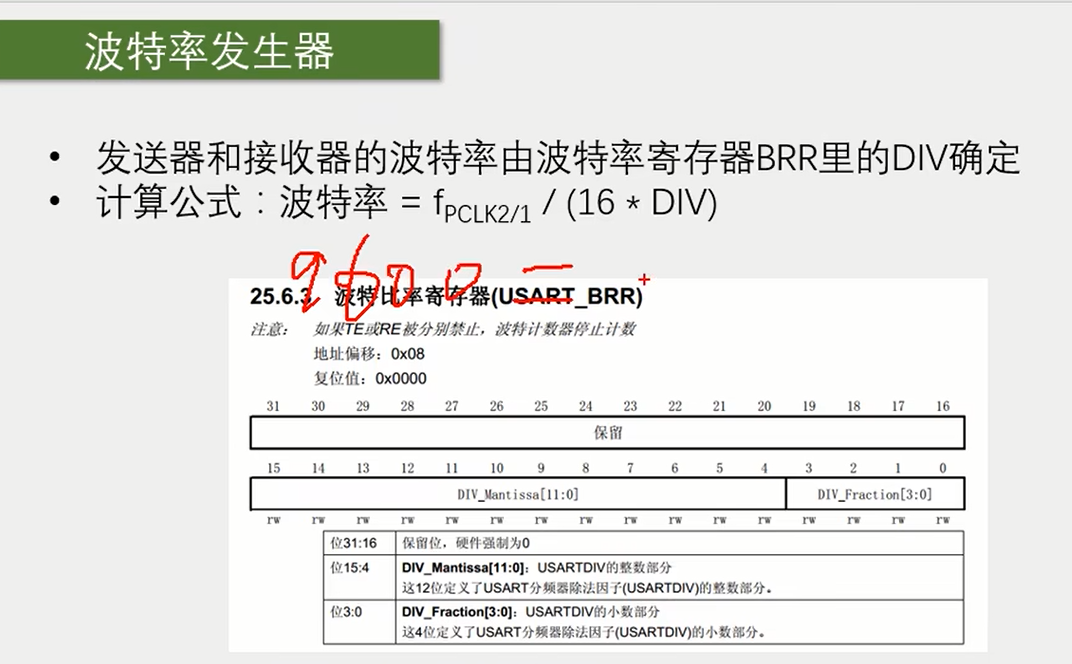 波特率发生器
• 发送器和接收器的波特率由波特率寄存器BRR里的DIV确定
• 计算公式：波特率 = fPCLK2/1 / (16 * DIV)
9600 =
25.6.3 波特比率寄存器(USART_BRR)
注意： 如果TE或RE被分别禁止，波特计数器停止计数
地址偏移：0x08
复位值：0x0000
31 30 29 28 27 26 25 24 23 22 21 20 19 18 17 16
保留
15 14 13 12 11 10 9 8 7 6 5 4 3 2 1 0
DIV_Mantissa[11:0] DIV_Fraction[3:0]
rw rw rw rw rw rw rw rw rw rw rw rw rw rw rw rw
位31:16 保留位，硬件强制为0
位15:4 DIV_Mantissa[11:0]：USARTDIV的整数部分
这12位定义了USART分频器除法因子(USARTDIV)的整数部分。
位3:0 DIV_Fraction[3:0]：USARTDIV的小数部分
这4位定义了USART分频器除法因子(USARTDIV)的小数部分。